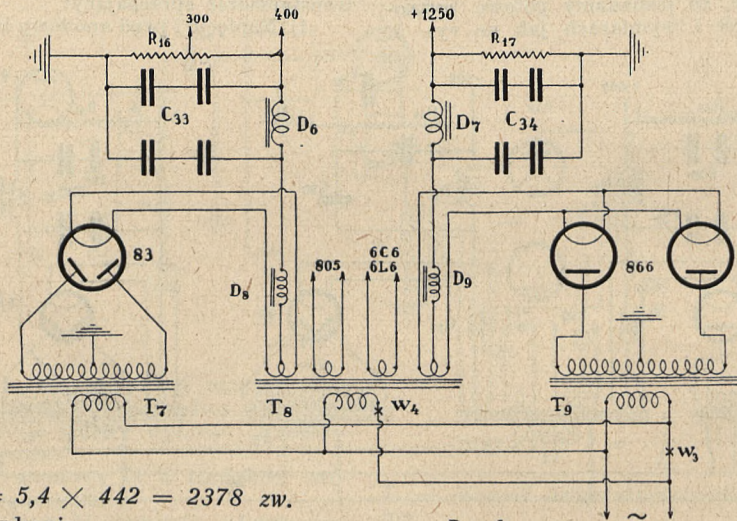 300
400
+1250
R16
R17
C33
D6
D7
C34
83
805
6C6
6L6
D8
D9
866
T7
T8
W4
T9
W3
= 5,4 × 442 = 2378 zw.
~